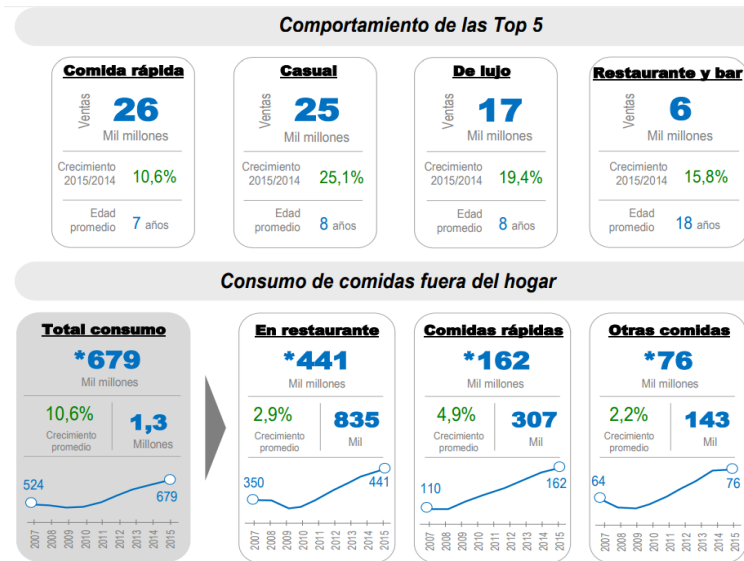 Comportamiento de las Top 5
Comida rápida
Ventas
26
Mil millones
Crecimiento
2015/2014
10,6%
Edad
promedio
7 años
Casual
Ventas
25
Mil millones
Crecimiento
2015/2014
25,1%
Edad
promedio
8 años
De lujo
Ventas
17
Mil millones
Crecimiento
2015/2014
19,4%
Edad
promedio
8 años
Restaurante y bar
Ventas
6
Mil millones
Crecimiento
2015/2014
15,8%
Edad
promedio
18 años
Consumo de comidas fuera del hogar
Total consumo
*679
Mil millones
10,6%
Crecimiento
promedio
1,3
Millones
524
679
2007 2008 2009 2010 2011 2012 2013 2014 2015
En restaurante
*441
Mil millones
2,9%
Crecimiento
promedio
835
Mil
350
441
2007 2008 2009 2010 2011 2012 2013 2014 2015
Comidas rápidas
*162
Mil millones
4,9%
Crecimiento
promedio
307
Mil
110
162
2007 2008 2009 2010 2011 2012 2013 2014 2015
Otras comidas
*76
Mil millones
2,2%
Crecimiento
promedio
143
Mil
64
76
2007 2008 2009 2010 2011 2012 2013 2014 2015